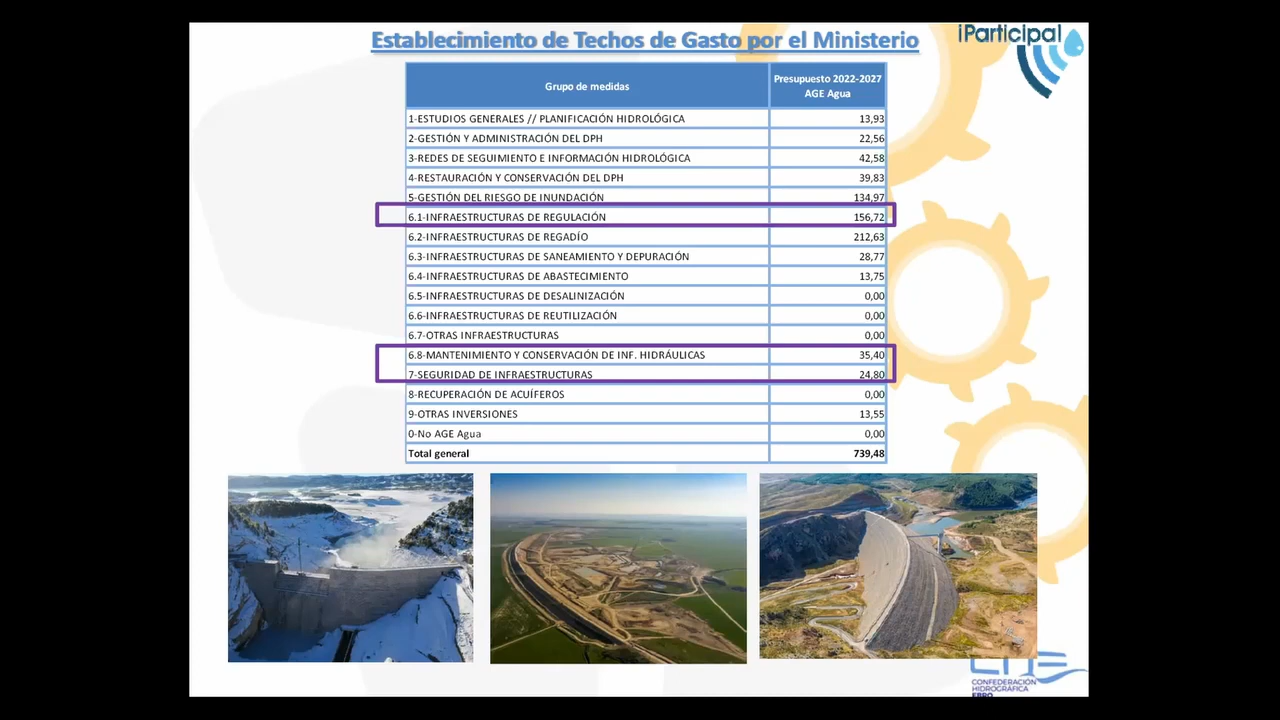 Establecimiento de Techos de Gasto por el Ministerio
iParticipa!
Grupo de medidas
Presupuesto 2022-2027
AGE Agua
1-ESTUDIOS GENERALES // PLANIFICACIÓN HIDROLÓGICA 13,93
2-GESTIÓN Y ADMINISTRACIÓN DEL DPH 22,56
3-REDES DE SEGUIMIENTO E INFORMACIÓN HIDROLÓGICA 42,58
4-RESTAURACIÓN Y CONSERVACIÓN DEL DPH 39,83
5-GESTIÓN DEL RIESGO DE INUNDACIÓN 134,97
6.1-INFRAESTRUCTURAS DE REGULACIÓN 156,72
6.2-INFRAESTRUCTURAS DE REGADÍO 212,63
6.3-INFRAESTRUCTURAS DE SANEAMIENTO Y DEPURACIÓN 28,77
6.4-INFRAESTRUCTURAS DE ABASTECIMIENTO 13,75
6.5-INFRAESTRUCTURAS DE DESALINIZACIÓN 0,00
6.6-INFRAESTRUCTURAS DE REUTILIZACIÓN 0,00
6.7-OTRAS INFRAESTRUCTURAS 0,00
6.8-MANTENIMIENTO Y CONSERVACIÓN DE INF. HIDRÁULICAS 35,40
7-SEGURIDAD DE INFRAESTRUCTURAS 24,80
8-RECUPERACIÓN DE ACUÍFEROS 0,00
9-OTRAS INVERSIONES 13,55
0-No AGE Agua 0,00
Total general 739,48
CHE
CONFEDERACIÓN
HIDROGRÁFICA
EBRO